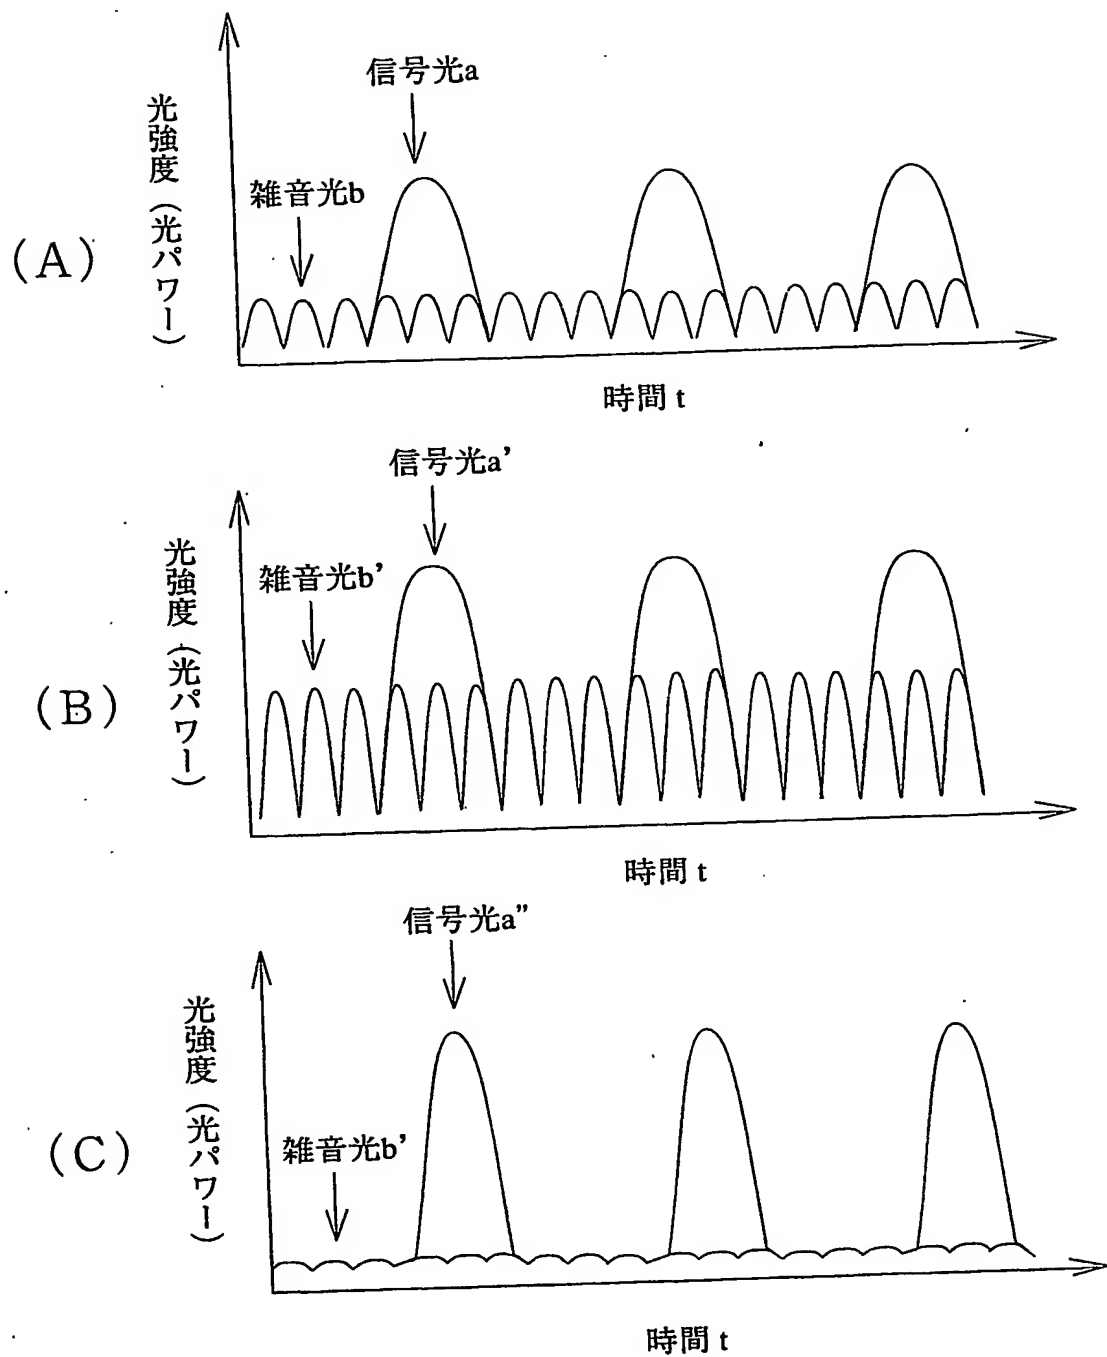 信号光a
雑音光b
光強度（光パワー）
(A)
時間 t
信号光a’
雑音光b’
光強度（光パワー）
(B)
時間 t
信号光a”
雑音光b’
光強度（光パワー）
(C)
時間 t